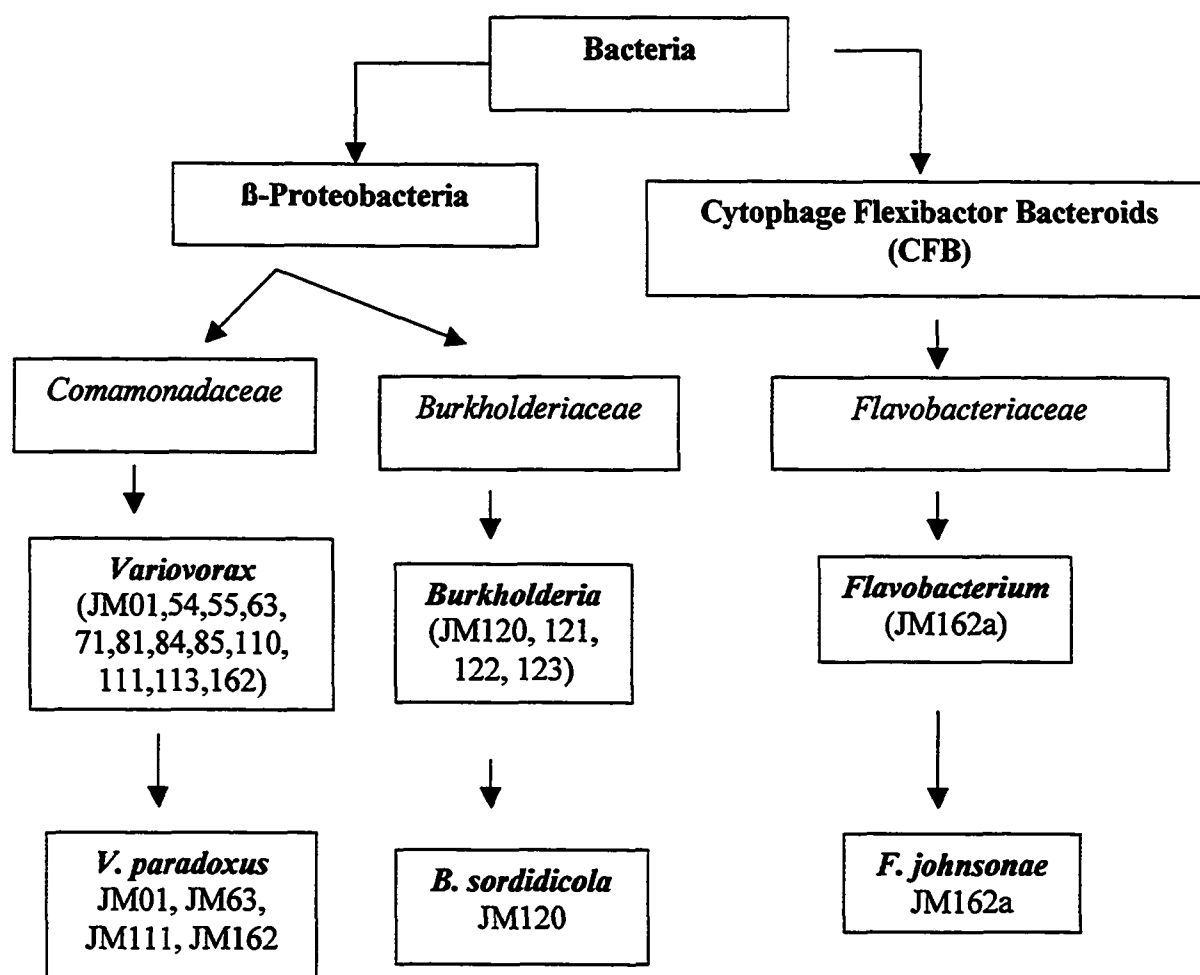 Bacteria
ß-Proteobacteria
Cytophage Flexibactor Bacteroids
(CFB)
Comamonadaceae
Burkholderiaceae
Flavobacteriaceae
Variovorax
(JM01,54,55,63,
71,81,84,85,110,
111,113,162)
Burkholderia
(JM120, 121,
122, 123)
Flavobacterium
(JM162a)
V. paradoxus
JM01, JM63,
JM111, JM162
B. sordidicola
JM120
F. johnsonae
JM162a